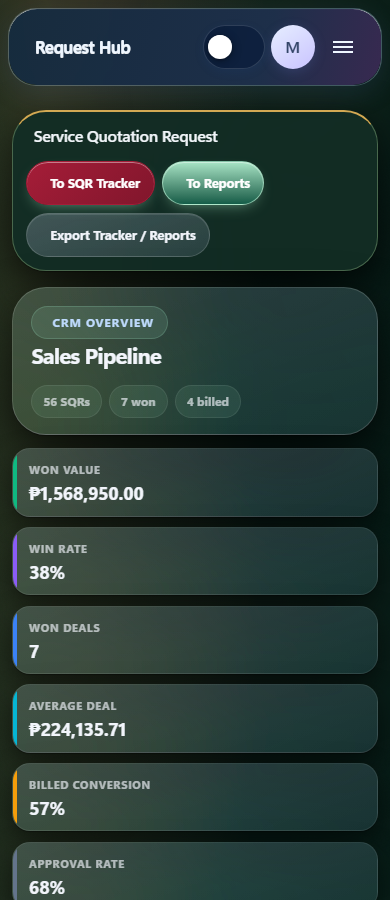 Request Hub
M
Service Quotation Request
To SQR Tracker
To Reports
Export Tracker / Reports
CRM OVERVIEW
Sales Pipeline
56 SQRs
7 won
4 billed
WON VALUE
₱1,568,950.00
WIN RATE
38%
WON DEALS
7
AVERAGE DEAL
₱224,135.71
BILLED CONVERSION
57%
APPROVAL RATE
68%